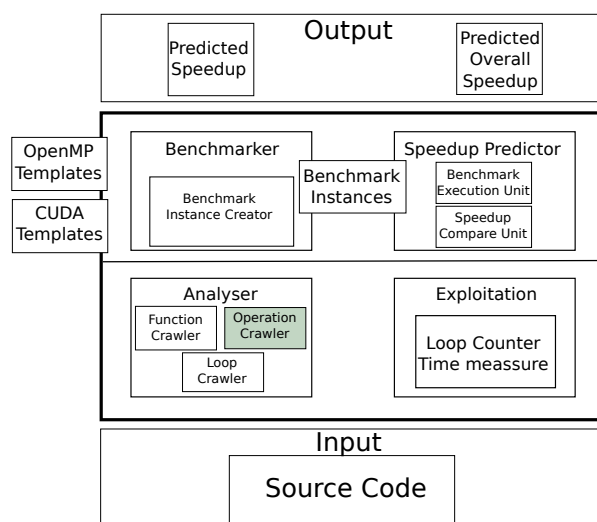 Output
Predicted
Speedup
Predicted
Overall
Speedup
OpenMP
Templates
CUDA
Templates
Benchmarker
Benchmark
Instance Creator
Benchmark
Instances
Speedup Predictor
Benchmark
Execution Unit
Speedup
Compare Unit
Analyser
Function
Crawler
Operation
Crawler
Loop
Crawler
Exploitation
Loop Counter
Time meassure
Input
Source Code